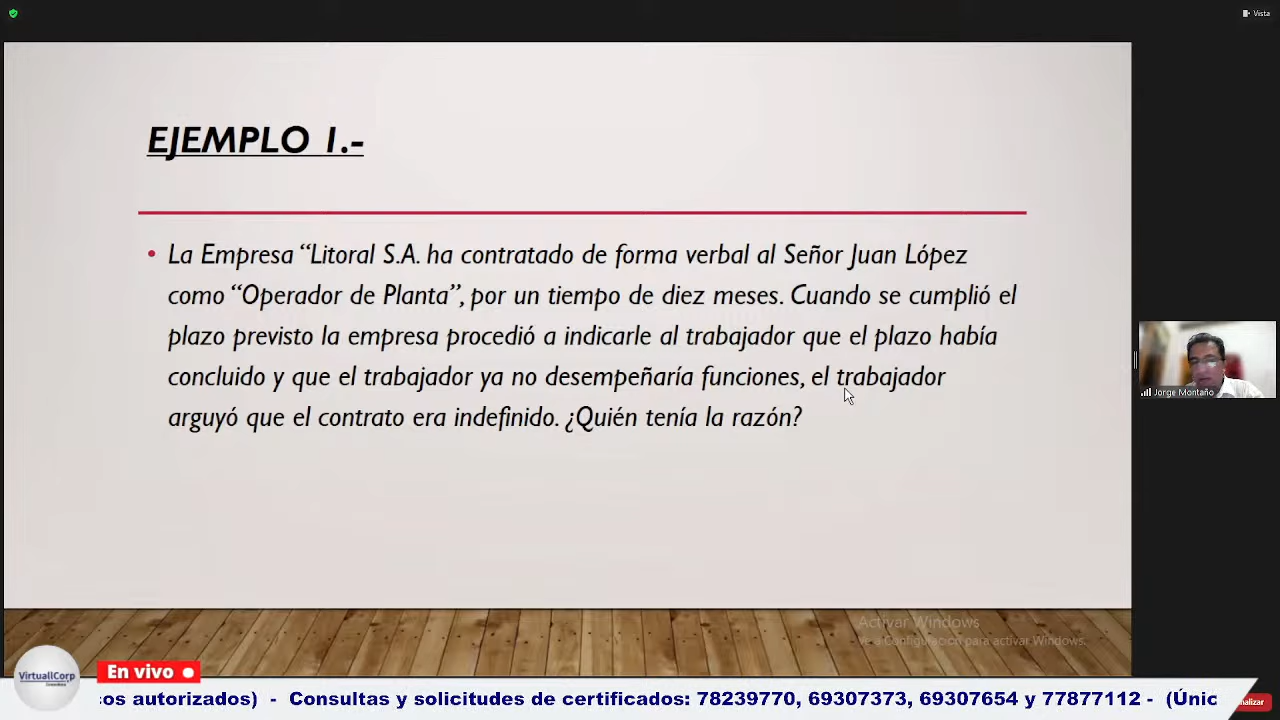 Vista
EJEMPLO 1.-
• La Empresa “Litoral S.A. ha contratado de forma verbal al Señor Juan López
como “Operador de Planta”, por un tiempo de diez meses. Cuando se cumplió el
plazo previsto la empresa procedió a indicarle al trabajador que el plazo había
concluido y que el trabajador ya no desempeñaría funciones, el trabajador
arguyó que el contrato era indefinido. ¿Quién tenía la razón?
Jorge Montaño
Activar Windows
Ve a Configuración para activar Windows.
En vivo
VirtuallCorp
cos autorizados) - Consultas y solicitudes de certificados: 78239770, 69307373, 69307654 y 77877112 - (Únic
nalizar